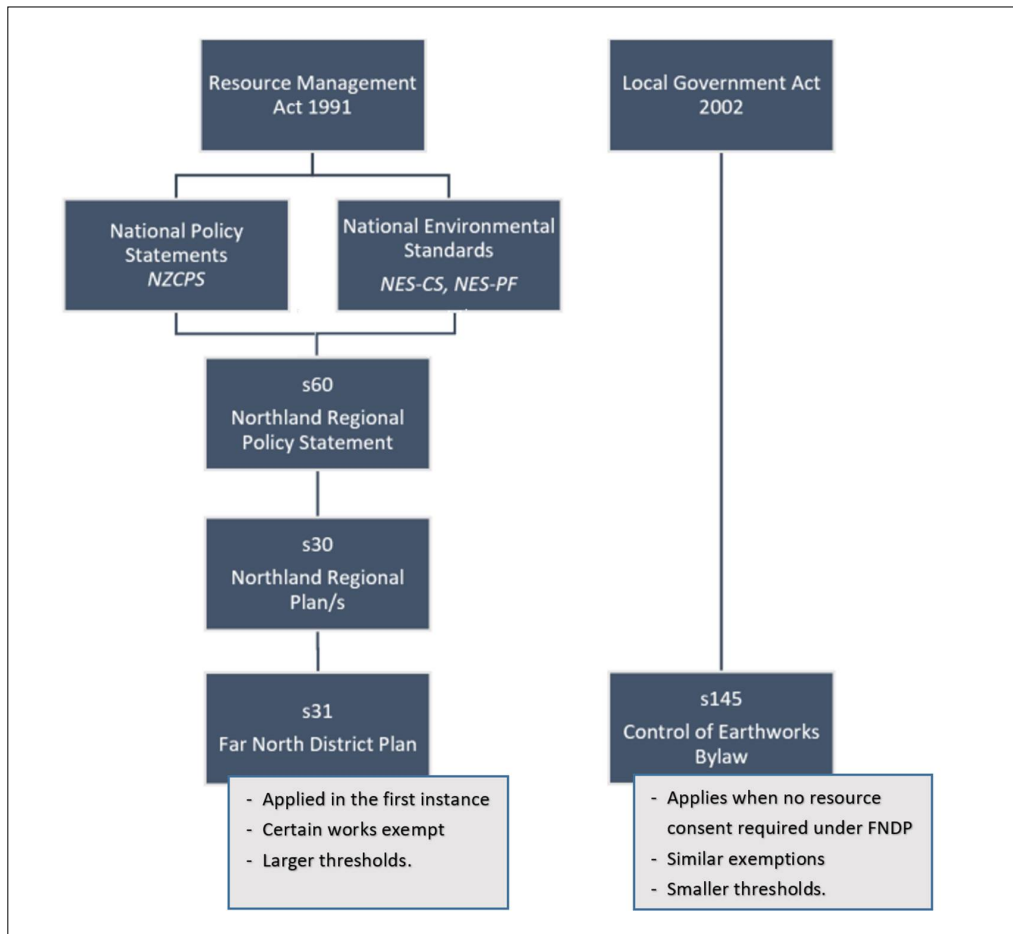 Resource Management
Act 1991
Local Government Act
2002
National Policy
Statements
NZCPS
National Environmental
Standards
NES-CS, NES-PF
s60
Northland Regional
Policy Statement
s30
Northland Regional
Plan/s
s31
Far North District Plan
- Applied in the first instance
- Certain works exempt
- Larger thresholds.
s145
Control of Earthworks
Bylaw
- Applies when no resource
consent required under FNDP
- Similar exemptions
- Smaller thresholds.